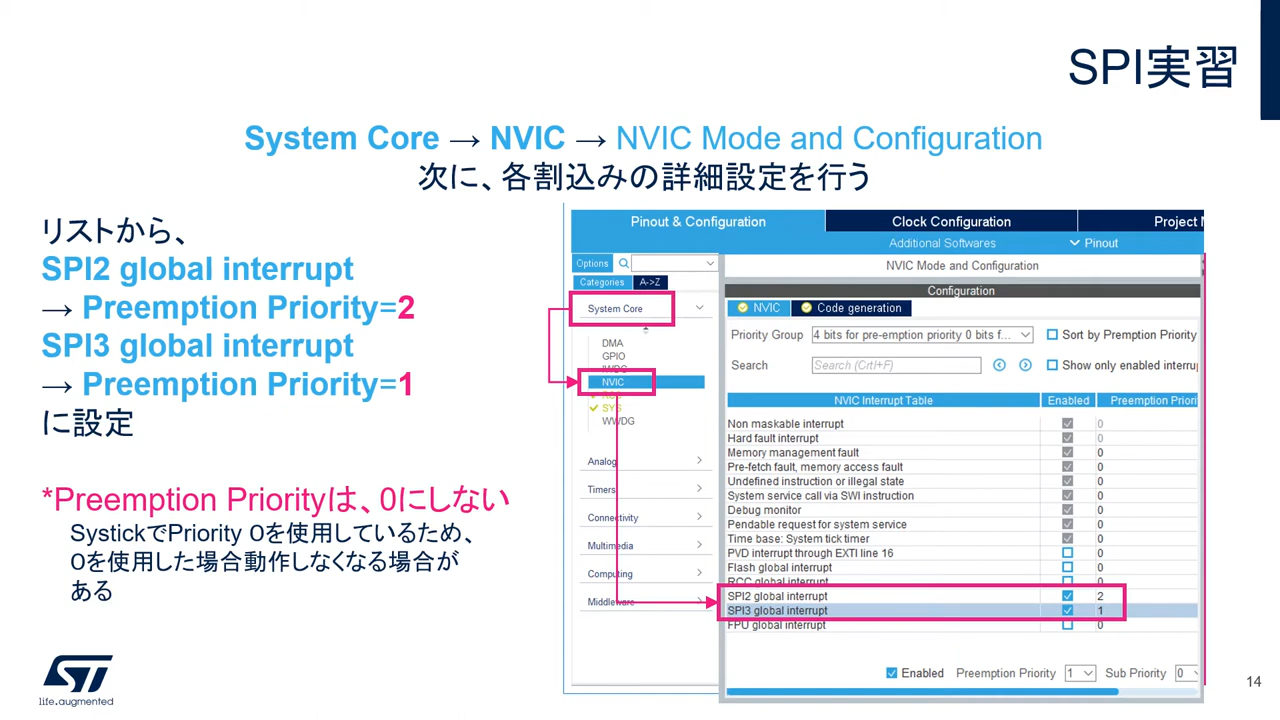 SPI実習
System Core → NVIC → NVIC Mode and Configuration
次に、各割込みの詳細設定を行う
リストから、
SPI2 global interrupt
→ Preemption Priority=2
SPI3 global interrupt
→ Preemption Priority=1
に設定
*Preemption Priorityは、0にしない
SystickでPriority 0を使用しているため、
0を使用した場合動作しなくなる場合が
ある
Pinout & Configuration
Clock Configuration
Project
Additional Softwares
Pinout
Options
Categories
A->Z
System Core
DMA
GPIO
NVIC
SYS
WWDG
Analog
Timers
Connectivity
Multimedia
Computing
Middleware
NVIC Mode and Configuration
Configuration
NVIC
Code generation
Priority Group
4 bits for pre-emption priority 0 bits f...
Sort by Premption Priority
Search
Search (CrtI+F)
Show only enabled interru
NVIC Interrupt Table Enabled Preemption Priori
Non maskable interrupt 0
Hard fault interrupt 0
Memory management fault 0
Pre-fetch fault, memory access fault 0
Undefined instruction or illegal state 0
System service call via SWI instruction 0
Debug monitor 0
Pendable request for system service 0
Time base: System tick timer 0
PVD interrupt through EXTI line 16 0
Flash global interrupt 0
RCC global interrupt 0
SPI2 global interrupt 2
SPI3 global interrupt 1
FPU global interrupt 0
Enabled Preemption Priority 1 Sub Priority 0
ST
life.augmented
14